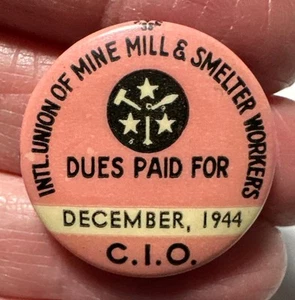 INTL. UNION OF MINE MILL & SMELTER WORKERS
DUES PAID FOR
DECEMBER, 1944
C.I.O.